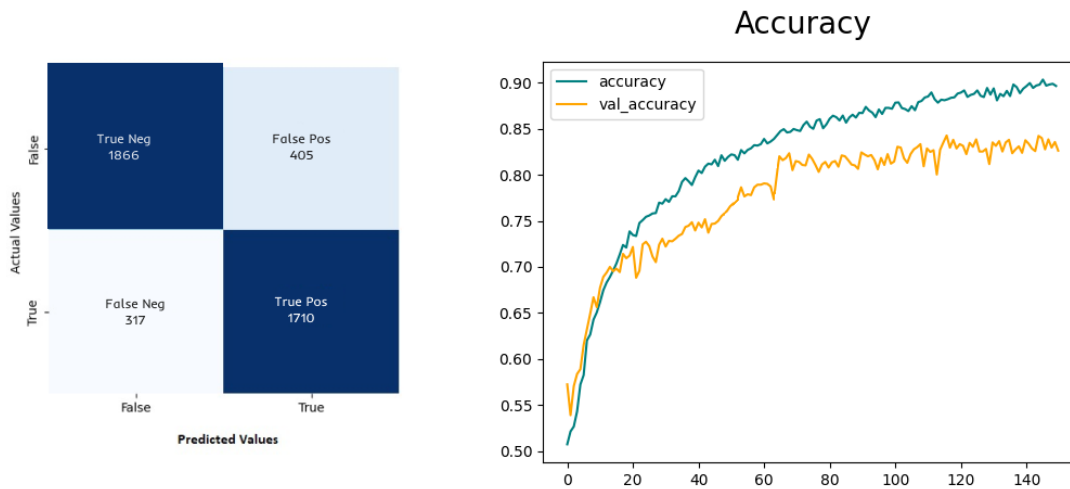 True Neg
1866
False Pos
405
False Neg
317
True Pos
1710
False
True
Actual Values
False
True
Predicted Values
Accuracy
accuracy
val_accuracy
0.90
0.85
0.80
0.75
0.70
0.65
0.60
0.55
0.50
0
20
40
60
80
100
120
140